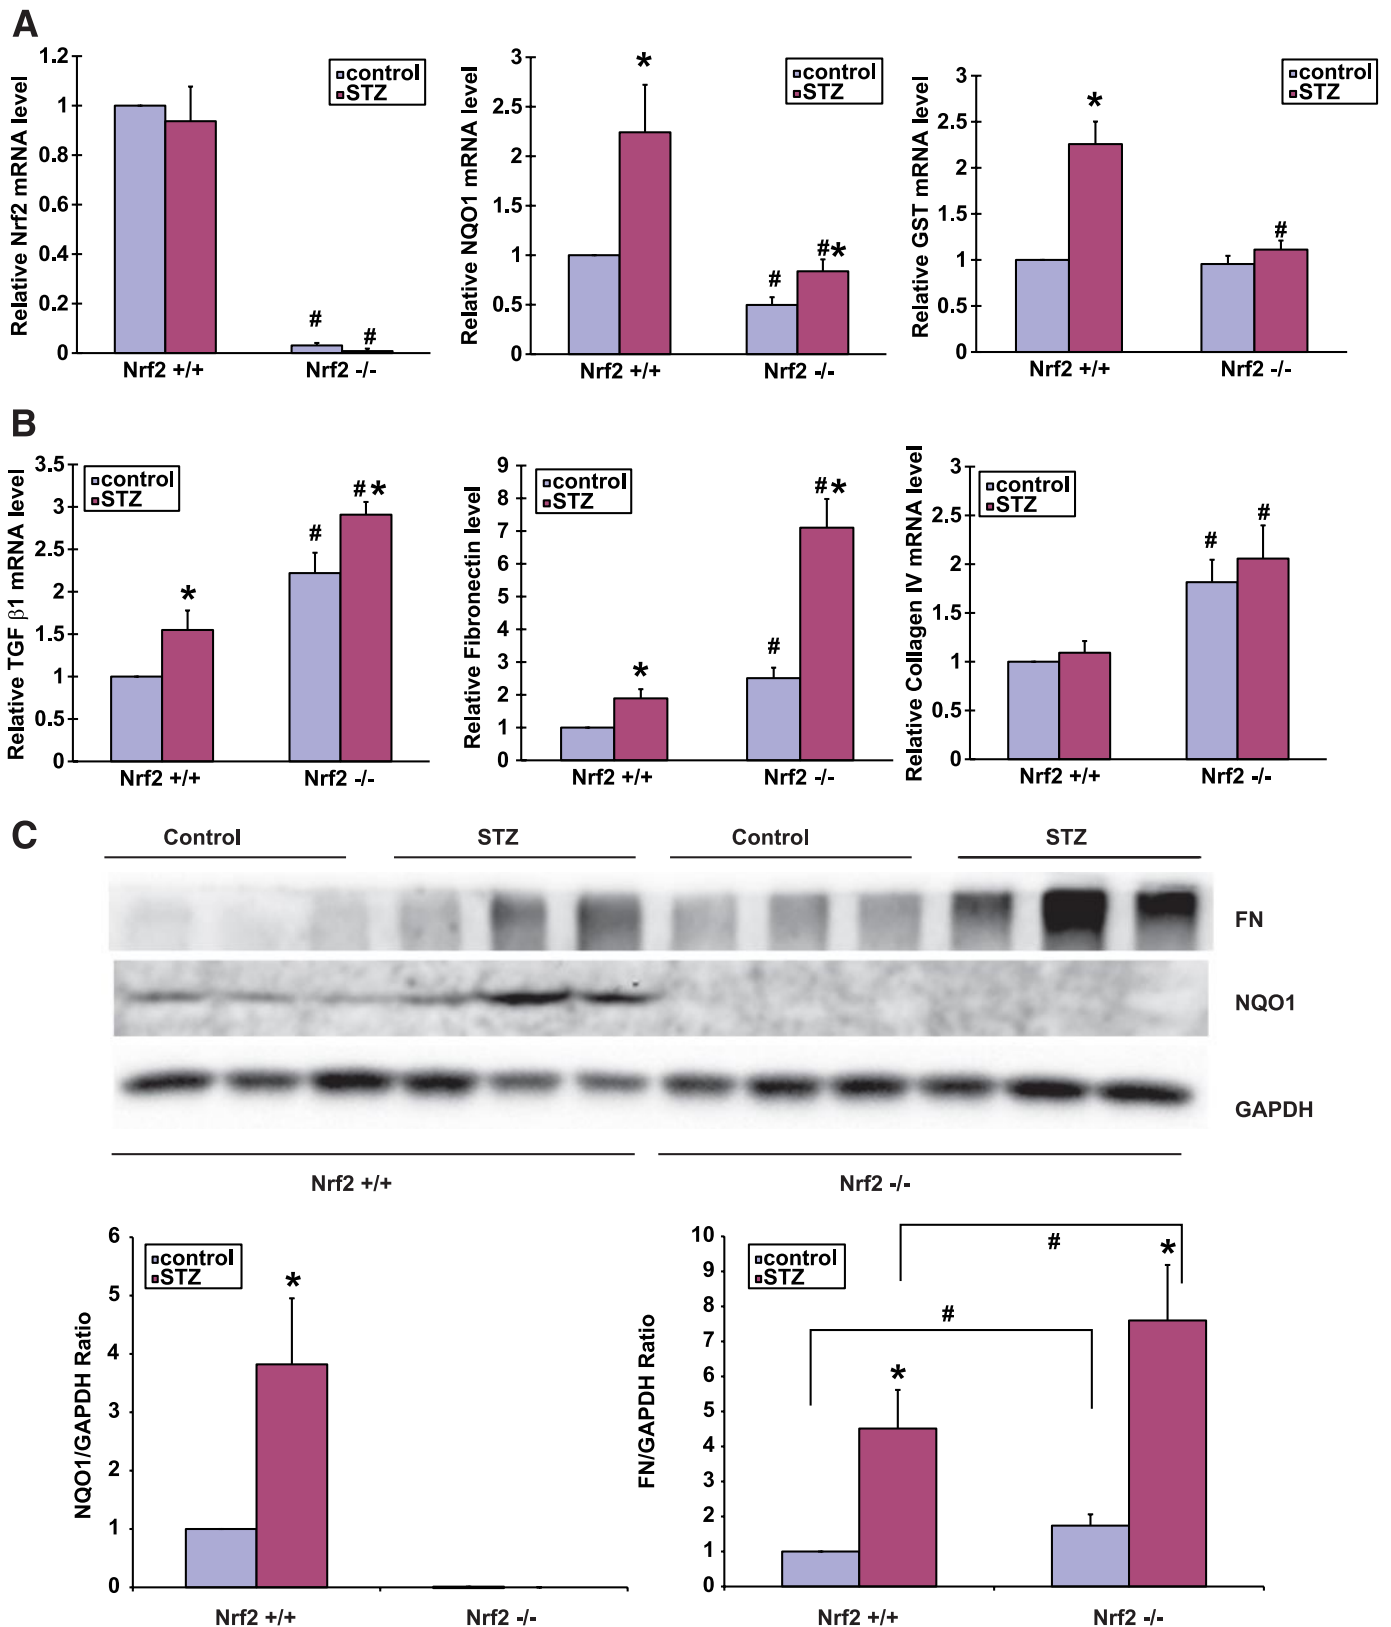 A
Relative Nrf2 mRNA level
1.2
1
0.8
0.6
0.4
0.2
0
control
STZ
#
#
Nrf2 +/+
Nrf2 -/-
Relative NQO1 mRNA level
3
2.5
2
1.5
1
0.5
0
control
STZ
*
#
#*
Nrf2 +/+
Nrf2 -/-
Relative GST mRNA level
3
2.5
2
1.5
1
0.5
0
control
STZ
*
#
Nrf2 +/+
Nrf2 -/-
B
Relative TGF β1 mRNA level
3.5
3
2.5
2
1.5
1
0.5
0
control
STZ
*
#
#*
Nrf2 +/+
Nrf2 -/-
Relative Fibronectin level
9
8
7
6
5
4
3
2
1
0
control
STZ
*
#
#*
Nrf2 +/+
Nrf2 -/-
Relative Collagen IV mRNA level
3
2.5
2
1.5
1
0.5
0
control
STZ
#
#
Nrf2 +/+
Nrf2 -/-
C
Control
STZ
Control
STZ
FN
NQO1
GAPDH
Nrf2 +/+
Nrf2 -/-
NQO1/GAPDH Ratio
6
5
4
3
2
1
0
control
STZ
*
Nrf2 +/+
Nrf2 -/-
FN/GAPDH Ratio
10
9
8
7
6
5
4
3
2
1
0
control
STZ
#
#
*
*
Nrf2 +/+
Nrf2 -/-